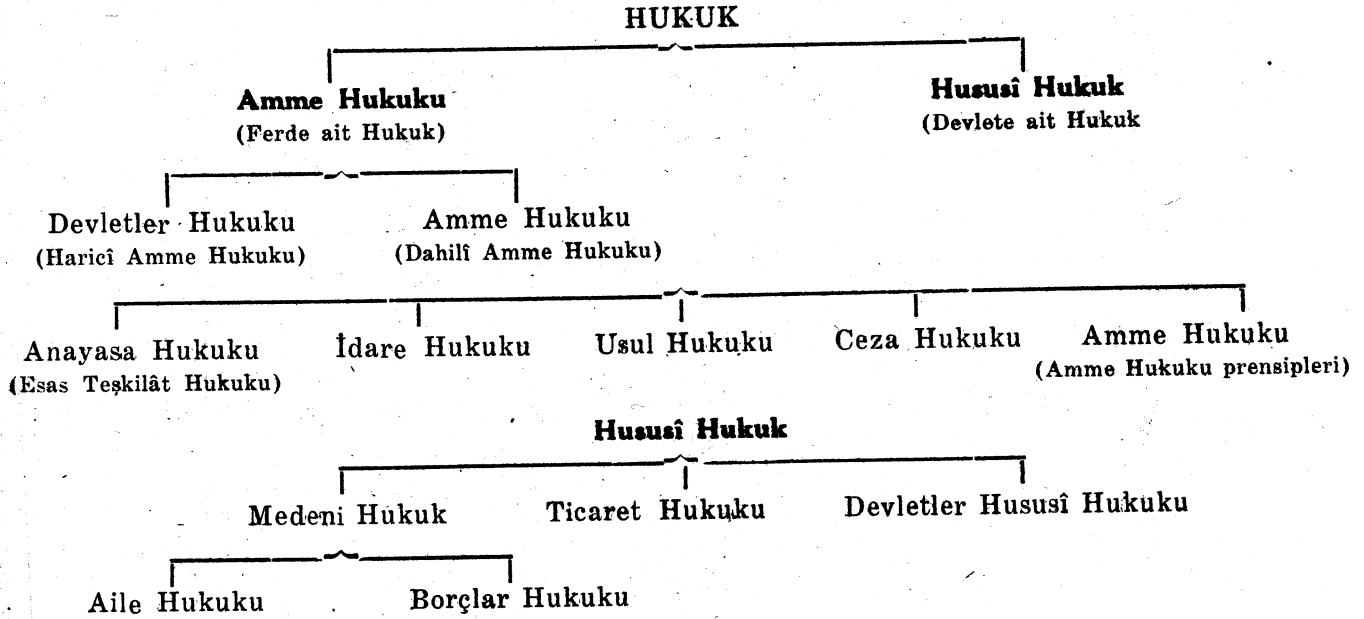 HUKUK
Amme Hukuku
(Ferde ait Hukuk)
Hususî Hukuk
(Devlete ait Hukuk
Devletler Hukuku
(Haricî Amme Hukuku)
Amme Hukuku
(Dahilî Amme Hukuku)
Anayasa Hukuku
(Esas Teşkilât Hukuku)
İdare Hukuku
Usul Hukuku
Ceza Hukuku
Amme Hukuku
(Amme Hukuku prensipleri)
Hususî Hukuk
Medeni Hukuk
Ticaret Hukuku
Devletler Hususî Hukuku
Aile Hukuku
Borçlar Hukuku